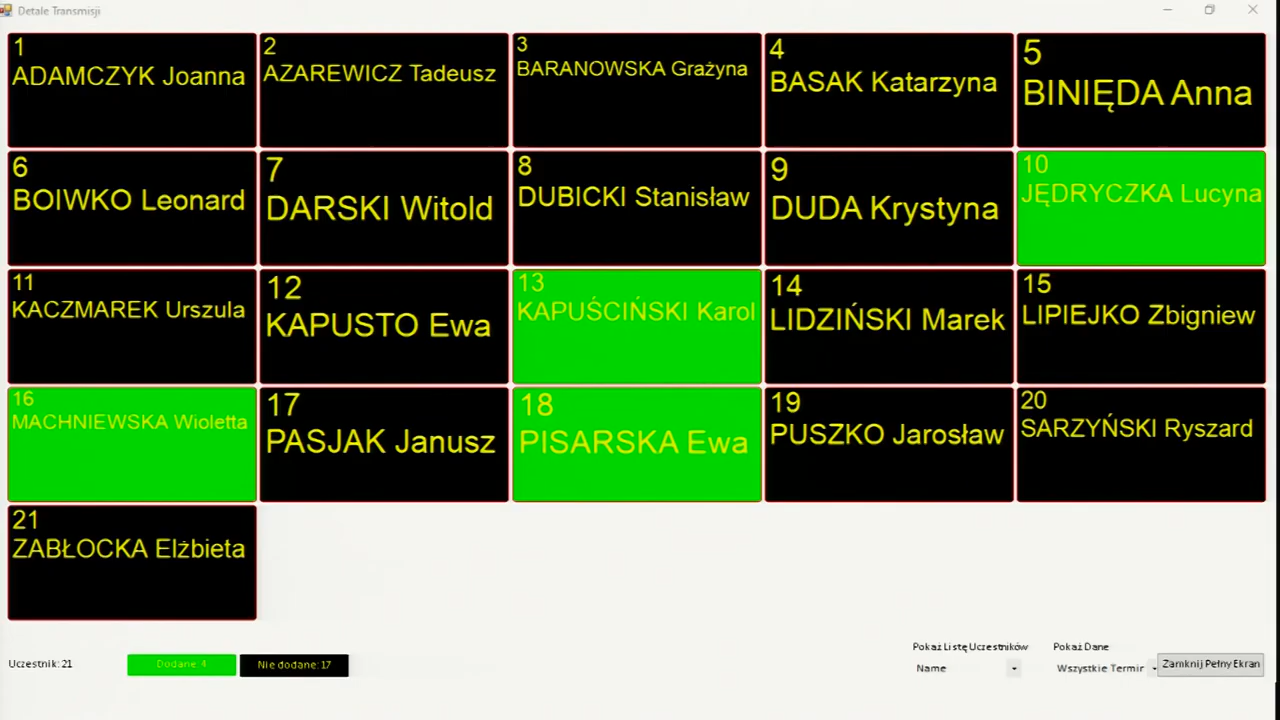 Detale Transmisji
1
ADAMCZYK Joanna
2
AZAREWICZ Tadeusz
3
BARANOWSKA Grażyna
4
BASAK Katarzyna
5
BINIĘDA Anna
6
BOIWKO Leonard
7
DARSKI Witold
8
DUBICKI Stanisław
9
DUDA Krystyna
10
JĘDRYCZKA Lucyna
11
KACZMAREK Urszula
12
KAPUSTO Ewa
13
KAPUŚCIŃSKI Karol
14
LIDZIŃSKI Marek
15
LIPIEJKO Zbigniew
16
MACHNIEWSKA Wioletta
17
PASJAK Janusz
18
PISARSKA Ewa
19
PUSZKO Jarosław
20
SARZYŃSKI Ryszard
21
ZABŁOCKA Elżbieta
Uczestnik: 21
Dodane: 4
Nie dodane: 17
Pokaż Listę Uczestników
Name
Pokaż Dane
Wszystkie Termir
Zamknij Pełny Ekran